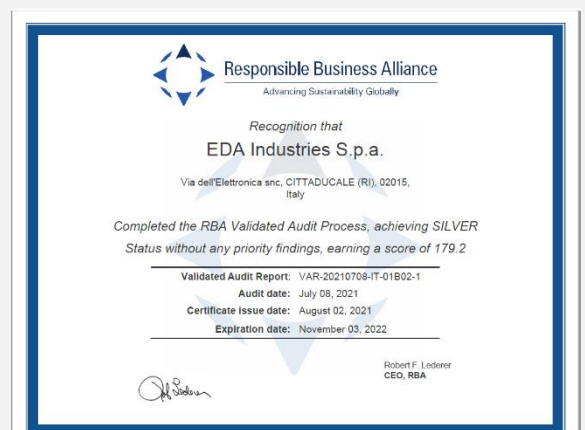 Responsible Business Alliance
Advancing Sustainability Globally
Recognition that
EDA Industries S.p.a.
Via dell'Elettronica snc, CITTADUCALE (RI), 02015,
Italy
Completed the RBA Validated Audit Process, achieving SILVER
Status without any priority findings, earning a score of 179.2
Validated Audit Report: VAR-20210708-IT-01B02-1
Audit date: July 08, 2021
Certificate issue date: August 02, 2021
Expiration date: November 03, 2022
Robert F. Lederer
CEO, RBA